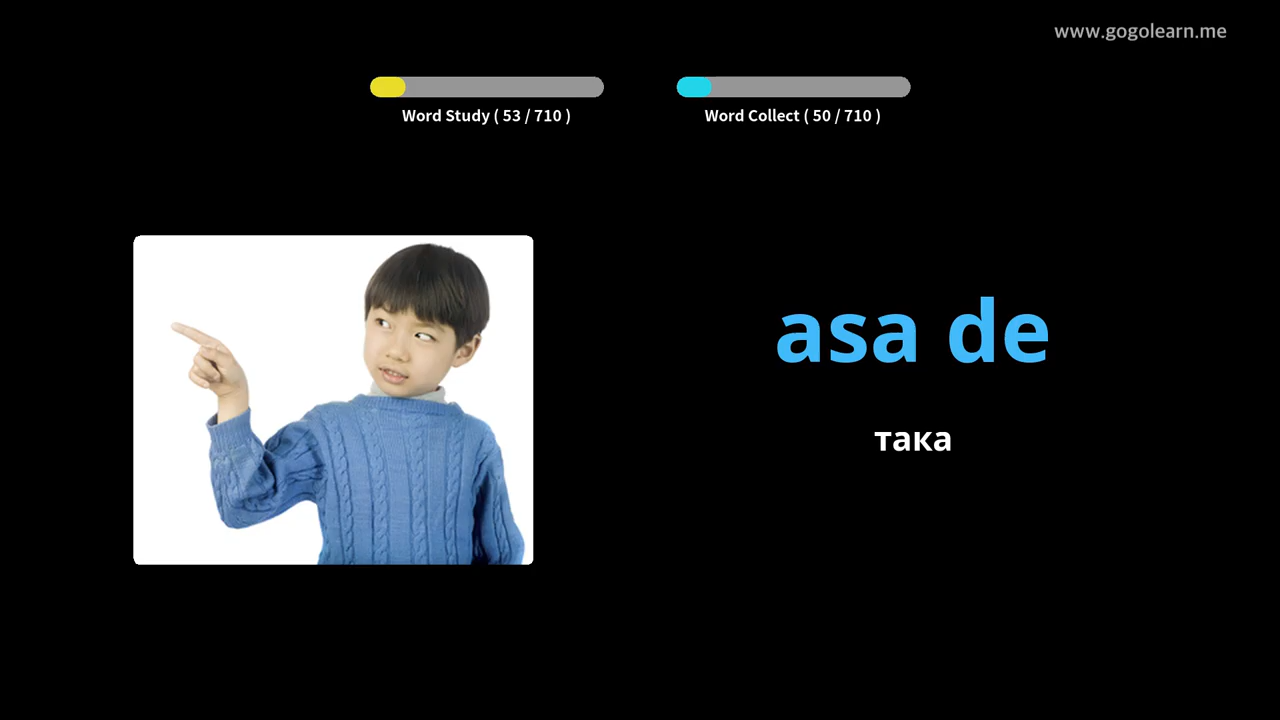 www.gogolearn.me
Word Study ( 53 / 710 )
Word Collect ( 50 / 710 )
asa de
така